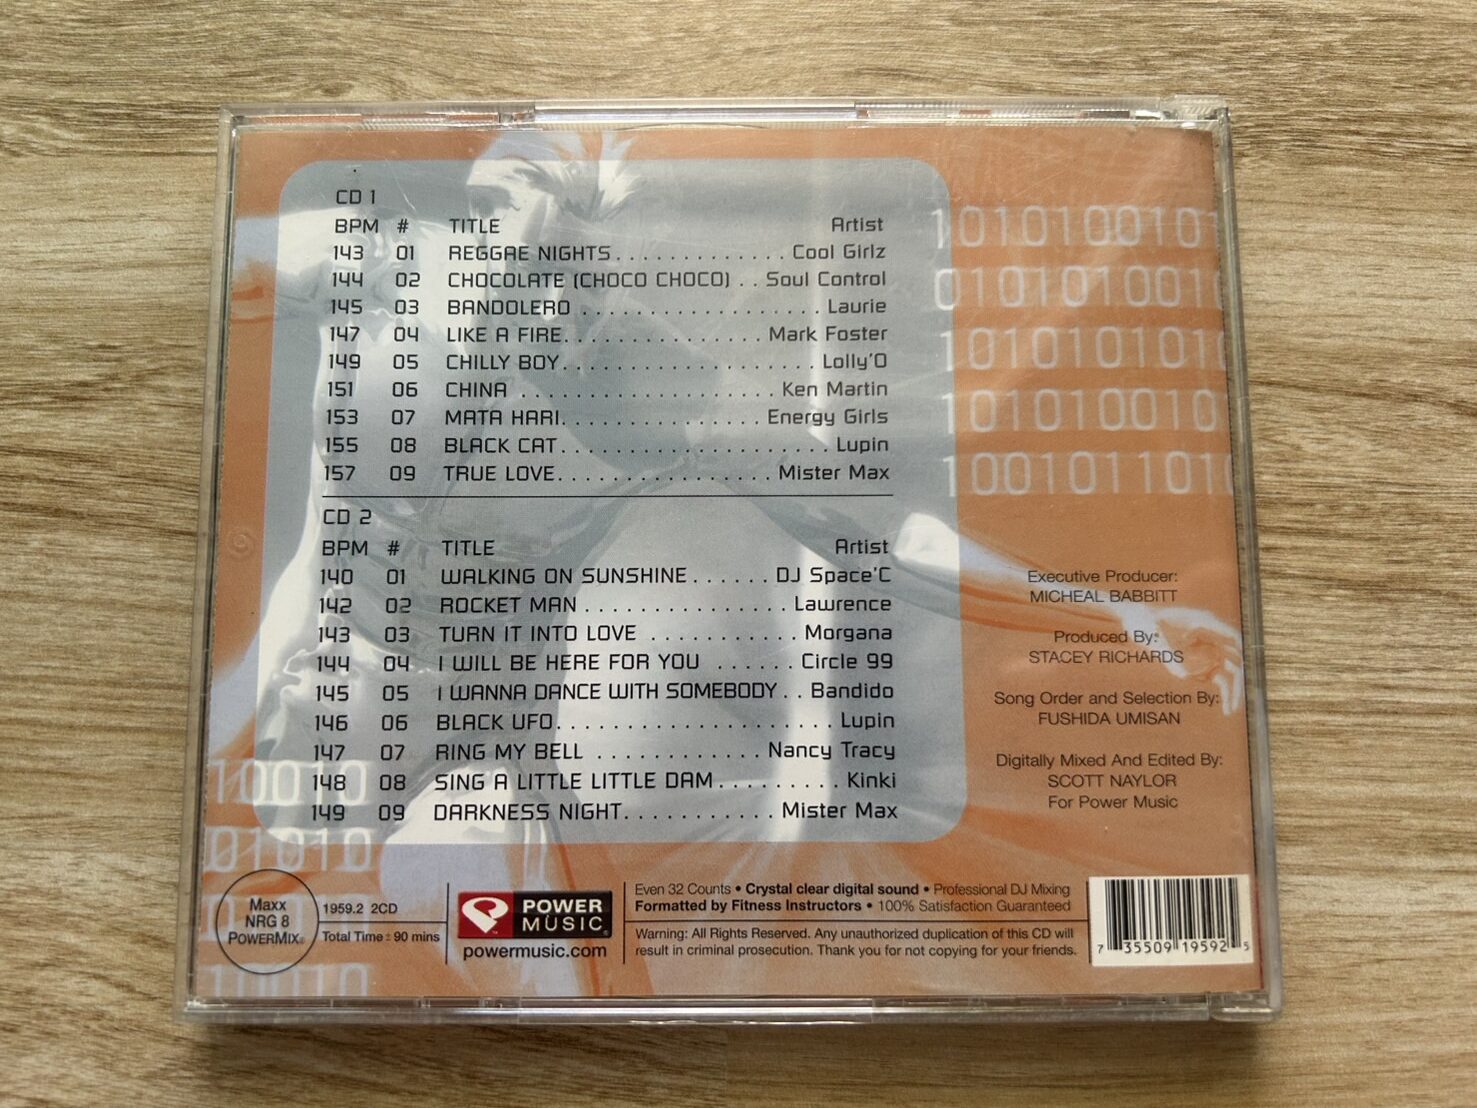 CD 1
BPM # TITLE Artist
143 01 REGGAE NIGHTS............. Cool Girlz
144 02 CHOCOLATE (CHOCO CHOCO) . . Soul Control
145 03 BANDOLERO .................. Laurie
147 04 LIKE A FIRE............... Mark Foster
149 05 CHILLY BOY................... Lolly'O
151 06 CHINA ..................... Ken Martin
153 07 MATA HARI............... Energy Girls
155 08 BLACK CAT.................... Lupin
157 09 TRUE LOVE................ Mister Max
CD 2
BPM # TITLE Artist
140 01 WALKING ON SUNSHINE...... DJ Space'C
142 02 ROCKET MAN ............... Lawrence
143 03 TURN IT INTO LOVE ........... Morgana
144 04 I WILL BE HERE FOR YOU ...... Circle 99
145 05 I WANNA DANCE WITH SOMEBODY . . Bandido
146 06 BLACK UFO.................... Lupin
147 07 RING MY BELL ............ Nancy Tracy
148 08 SING A LITTLE LITTLE DAM......... Kinki
149 09 DARKNESS NIGHT........... Mister Max
1010100101
0101010011
1010101010
1010100101
1001011010
Executive Producer:
MICHEAL BABBITT
Produced By:
STACEY RICHARDS
Song Order and Selection By:
FUSHIDA UMISAN
Digitally Mixed And Edited By:
SCOTT NAYLOR
For Power Music
10010
01010
Maxx
NRG 8
POWERMIX®
1959.2 2CD
Total Time ± 90 mins
POWER
MUSIC®
powermusic.com
Even 32 Counts • Crystal clear digital sound • Professional DJ Mixing
Formatted by Fitness Instructors • 100% Satisfaction Guaranteed
Warning: All Rights Reserved. Any unauthorized duplication of this CD will
result in criminal prosecution. Thank you for not copying for your friends.
7 35509 19592 5